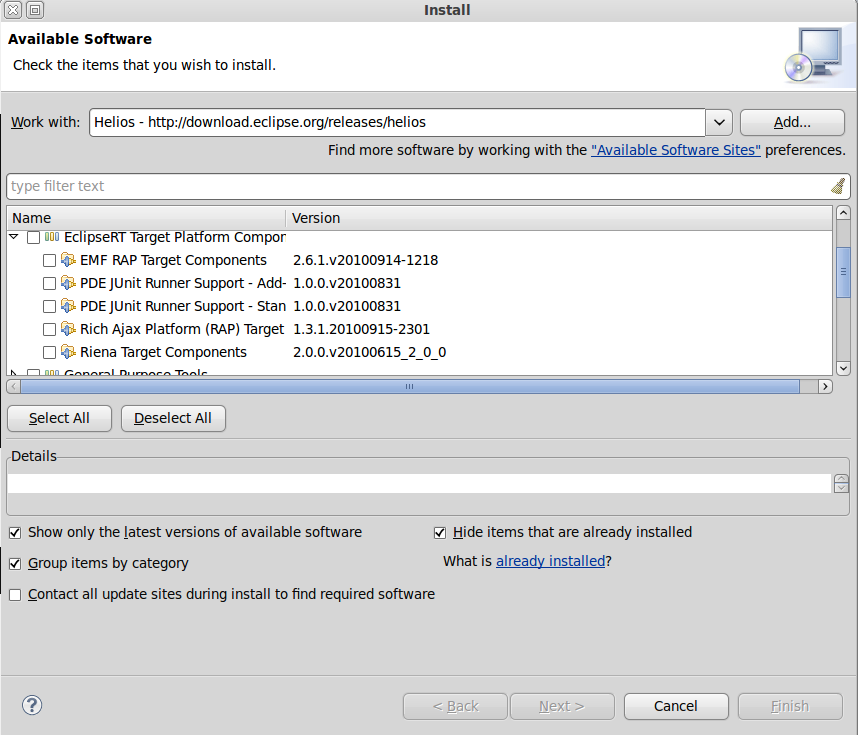 Install
Available Software
Check the items that you wish to install.
Work with: Helios - http://download.eclipse.org/releases/helios Add...
Find more software by working with the "Available Software Sites" preferences.
type filter text
Name Version
EclipseRT Target Platform Compor
EMF RAP Target Components 2.6.1.v20100914-1218
PDE JUnit Runner Support - Add- 1.0.0.v20100831
PDE JUnit Runner Support - Stan 1.0.0.v20100831
Rich Ajax Platform (RAP) Target 1.3.1.20100915-2301
Riena Target Components 2.0.0.v20100615_2_0_0
General Purpose Tools
Select All Deselect All
Details
Show only the latest versions of available software Hide items that are already installed
Group items by category What is already installed?
Contact all update sites during install to find required software
? < Back Next > Cancel Finish